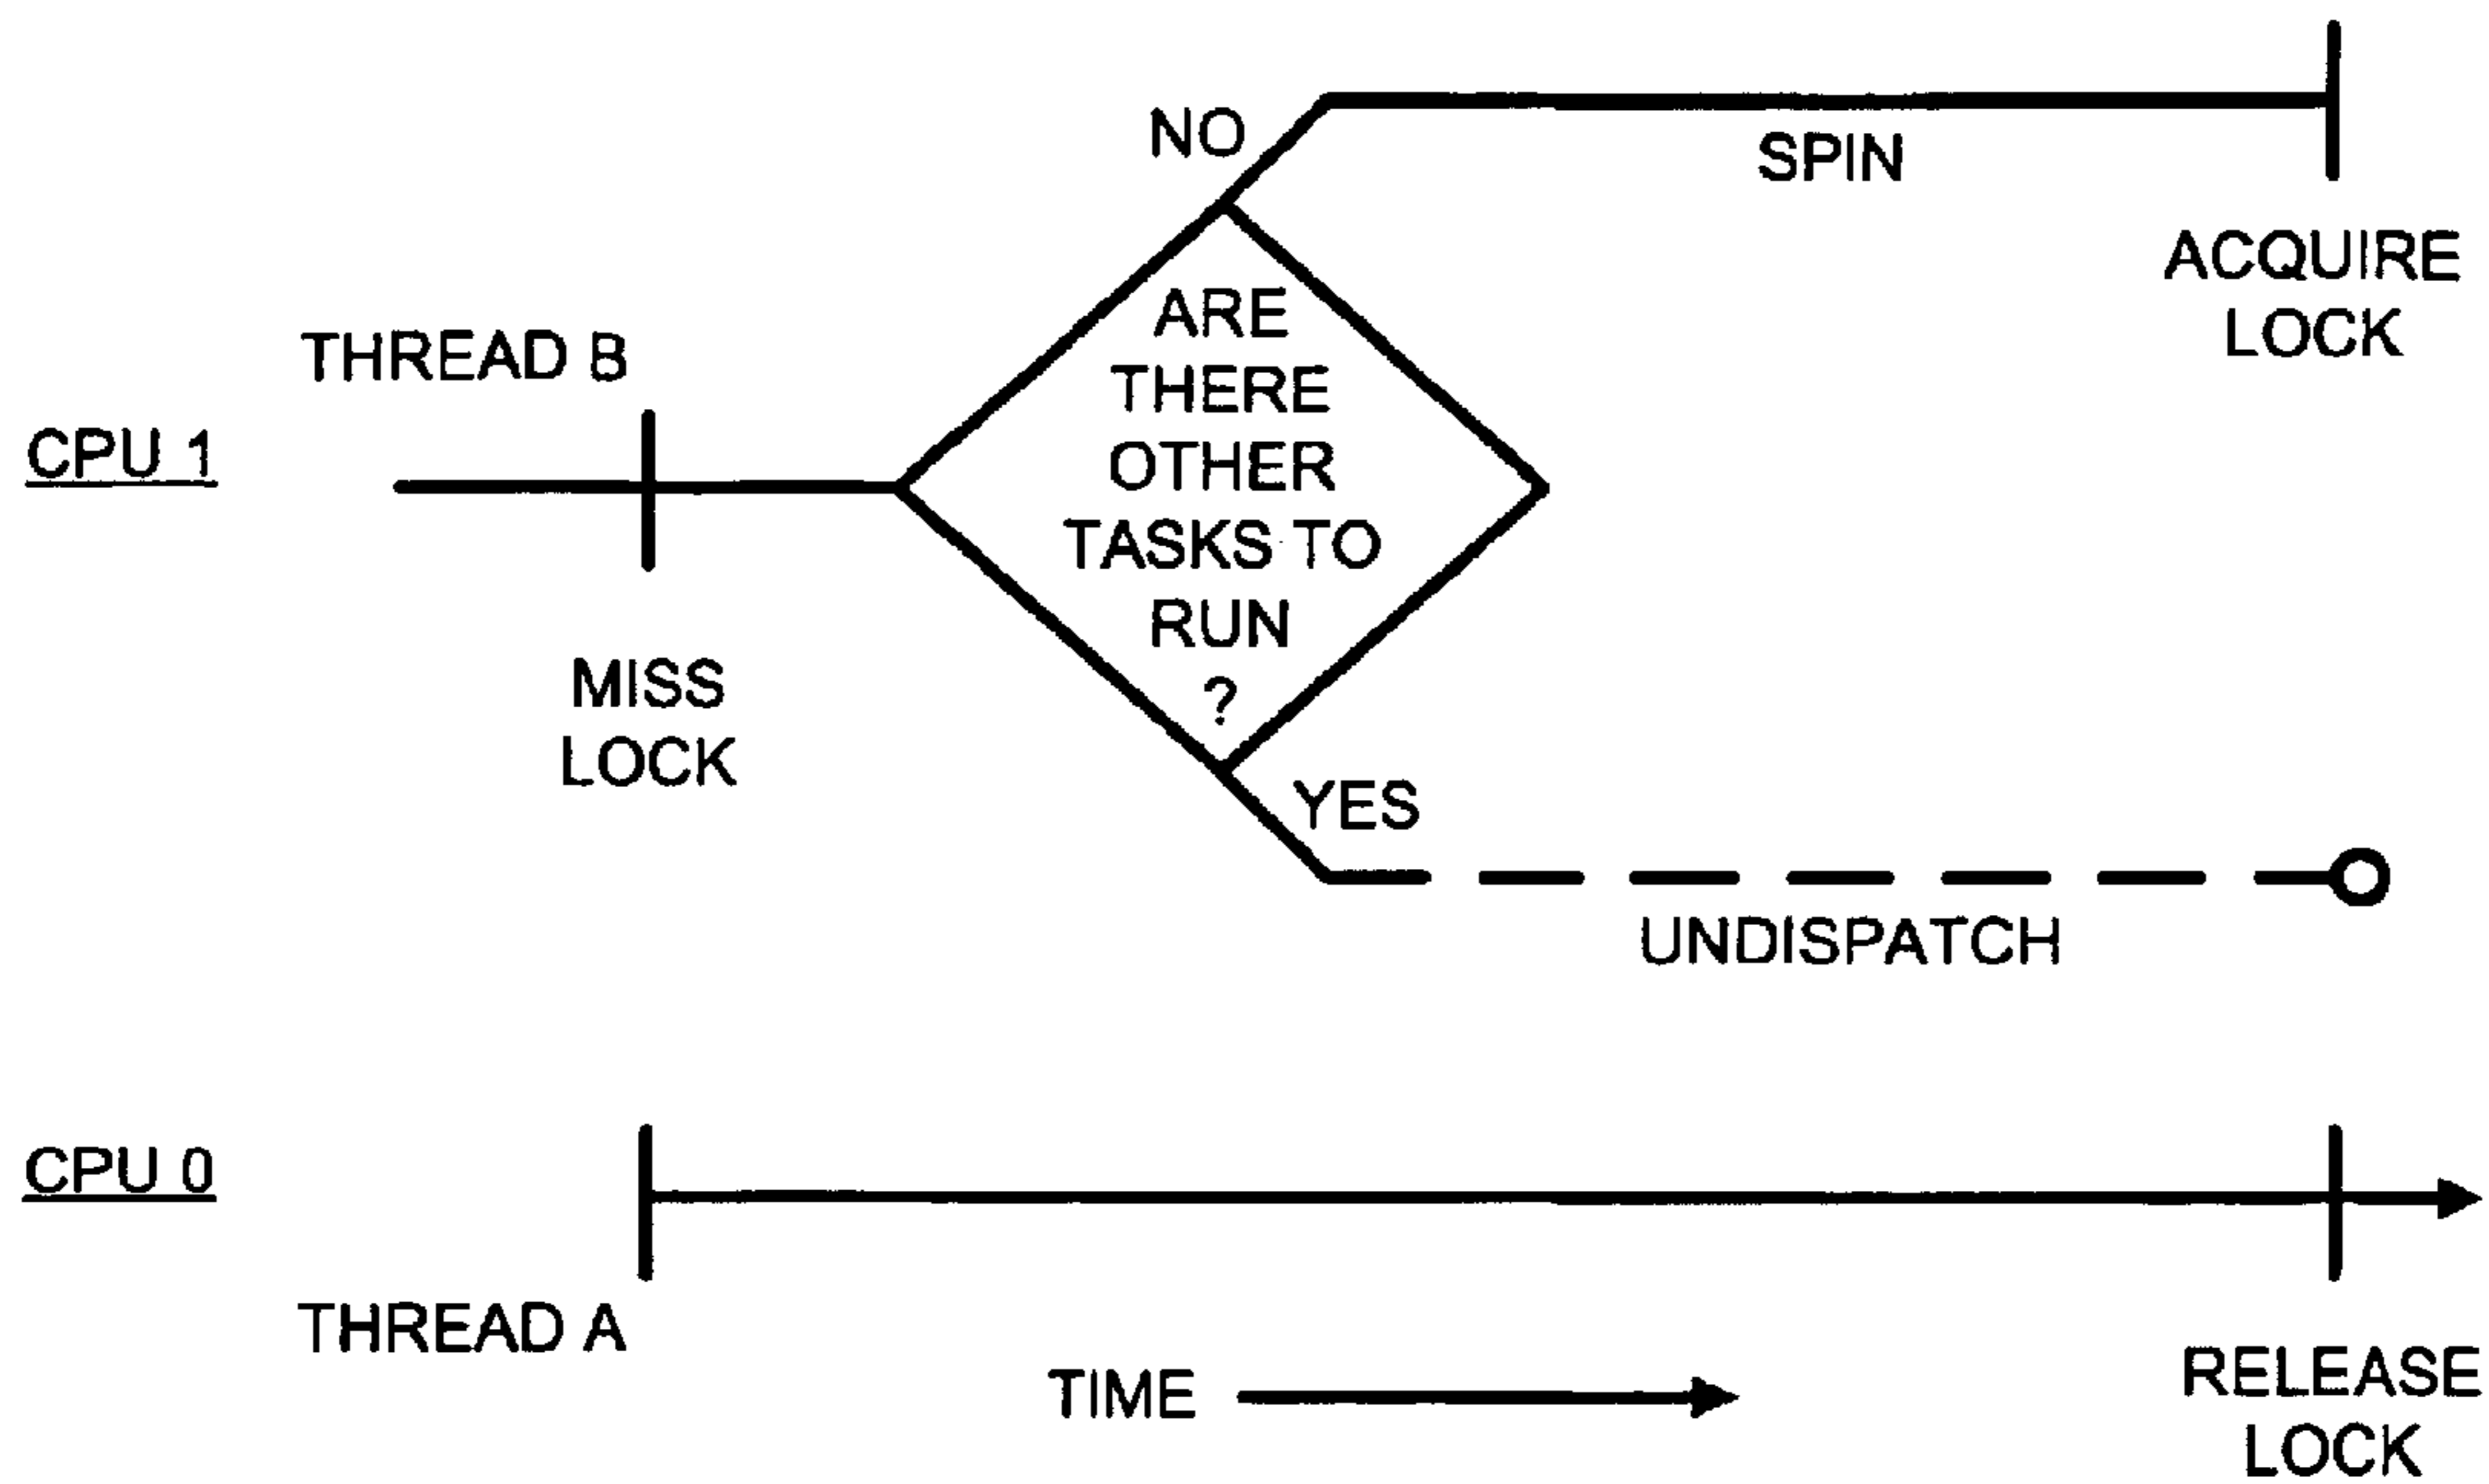 NO
SPIN
ACQUIRE
LOCK
THREAD B
CPU 1
ARE
THERE
OTHER
TASKS TO
RUN
?
MISS
LOCK
YES
UNDISPATCH
CPU 0
THREAD A
TIME
RELEASE
LOCK